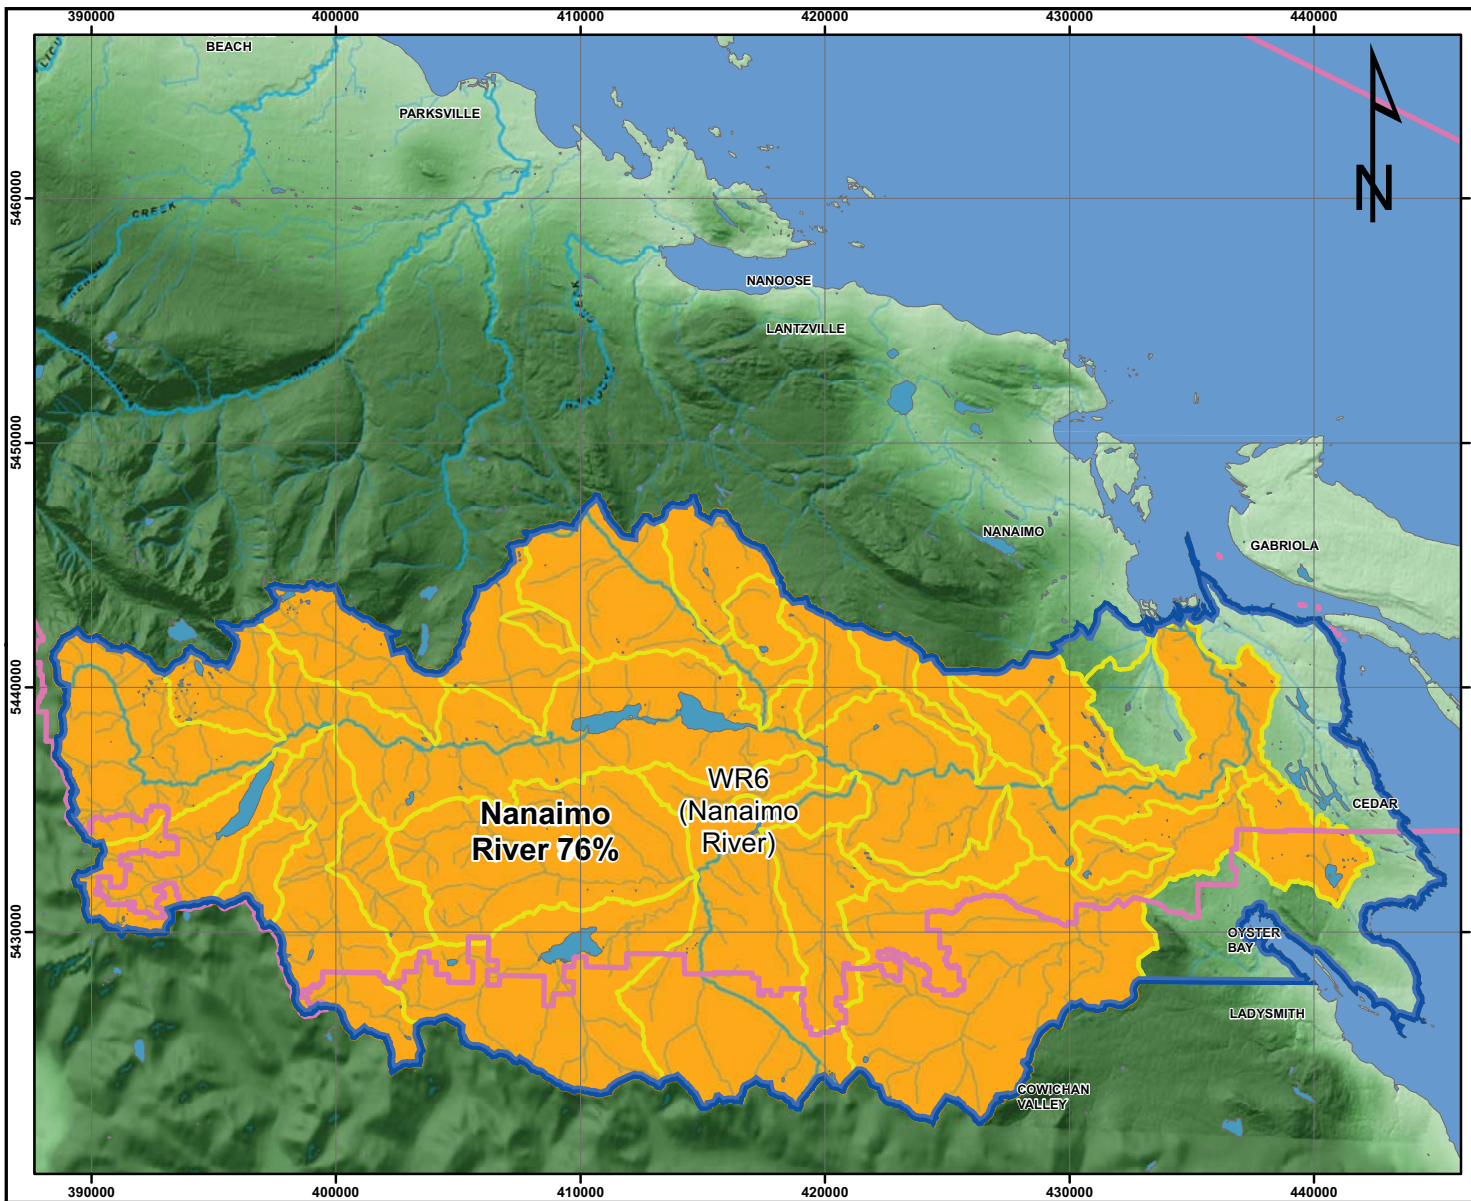 390000
400000
410000
420000
430000
440000
BEACH
PARKSVILLE
N
5460000
CREEK
NANOOSE
LANTZVILLE
5450000
NANAIMO
GABRIOLA
5440000
WR6
(Nanaimo
River)
Nanaimo
River 76%
CEDAR
5430000
OYSTER
BAY
LADYSMITH
COWICHAN
VALLEY
390000
400000
410000
420000
430000
440000